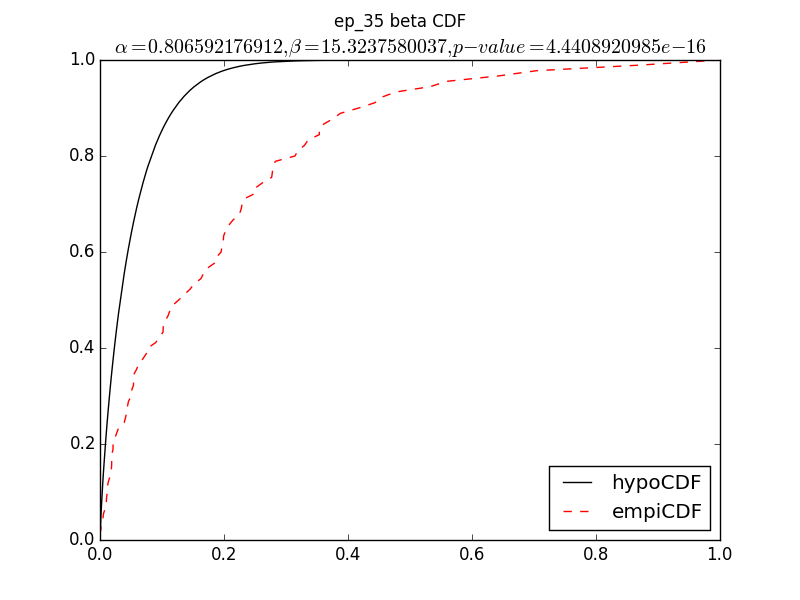 ep_35 beta CDF
α=0.806592176912,β=15.3237580037,p−value=4.4408920985e−16
1.0
0.8
0.6
0.4
0.2
0.0
0.0 0.2 0.4 0.6 0.8 1.0
hypoCDF
empiCDF